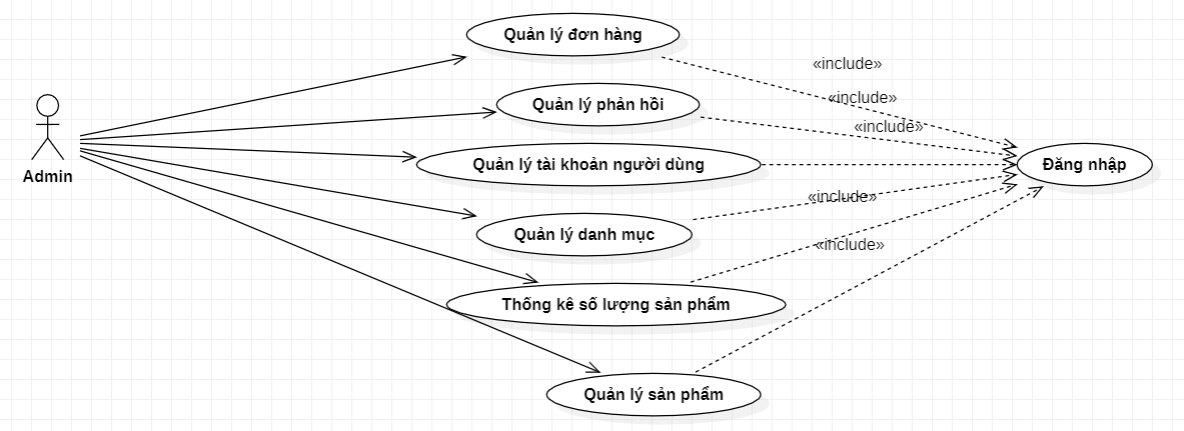 Quản lý đơn hàng
«include»
Quản lý phản hồi
«include»
«include»
Quản lý tài khoản người dùng
Đăng nhập
Admin
«include»
Quản lý danh mục
«include»
Thống kê số lượng sản phẩm
Quản lý sản phẩm